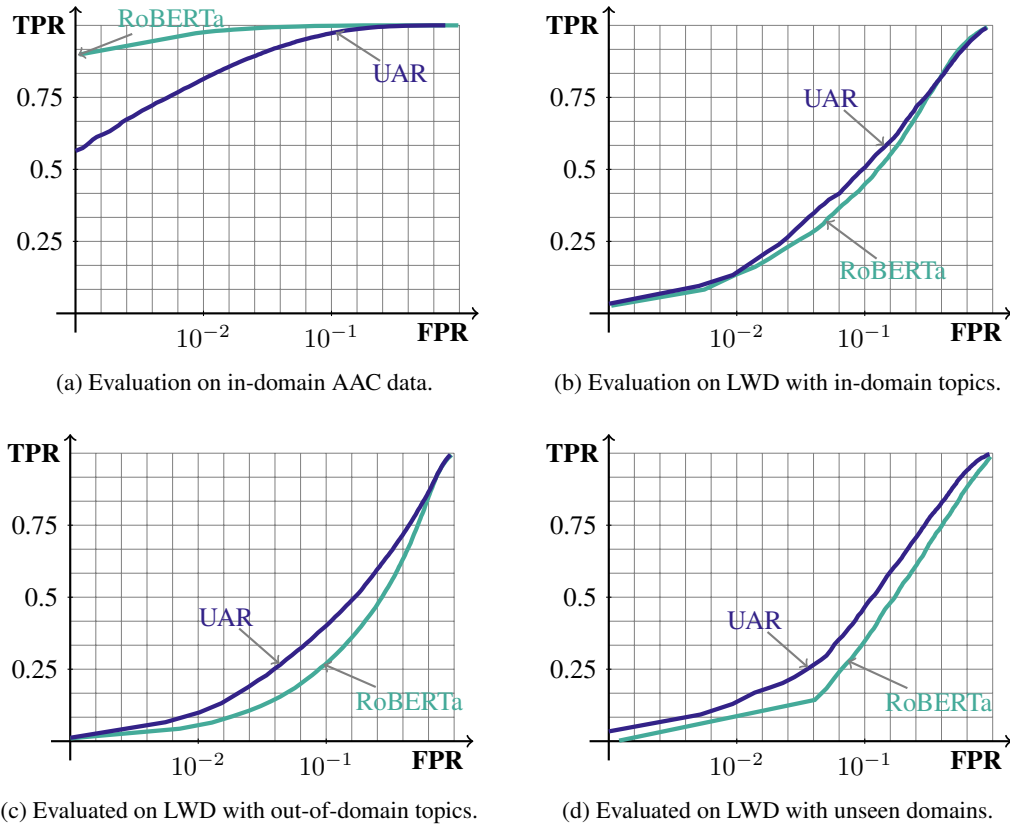 TPR
RoBERTa
UAR
0.75
0.5
0.25
10−2
10−1
FPR
(a) Evaluation on in-domain AAC data.
TPR
UAR
0.75
0.5
0.25
RoBERTa
10−2
10−1
FPR
(b) Evaluation on LWD with in-domain topics.
TPR
0.75
0.5
UAR
0.25
RoBERTa
10−2
10−1
FPR
(c) Evaluated on LWD with out-of-domain topics.
TPR
0.75
0.5
UAR
0.25
RoBERTa
10−2
10−1
FPR
(d) Evaluated on LWD with unseen domains.